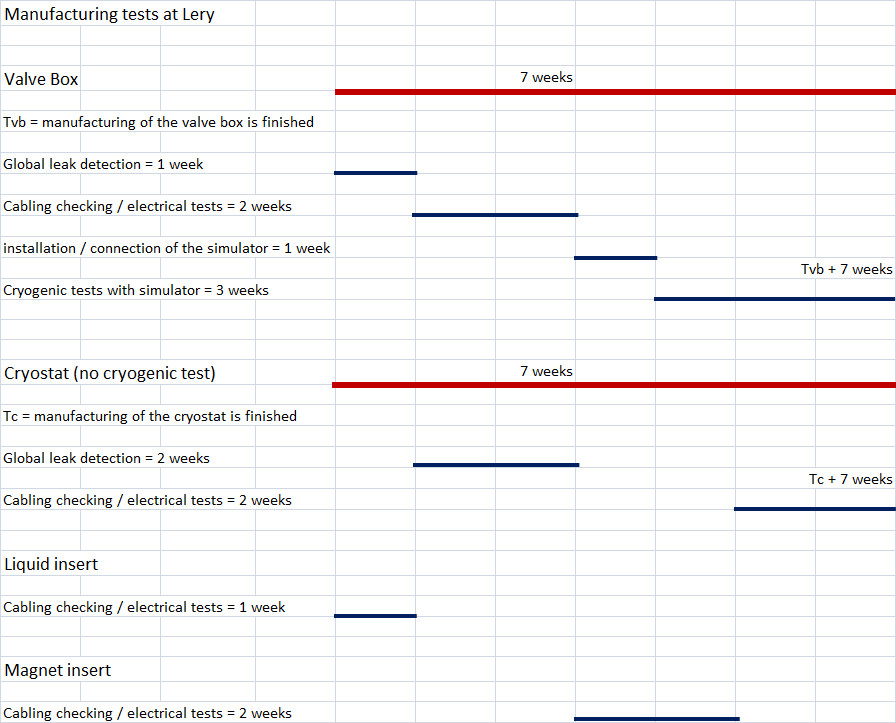 Manufacturing tests at Lery
Valve Box
7 weeks
Tvb = manufacturing of the valve box is finished
Global leak detection = 1 week
Cabling checking / electrical tests = 2 weeks
installation / connection of the simulator = 1 week
Tvb + 7 weeks
Cryogenic tests with simulator = 3 weeks
Cryostat (no cryogenic test)
7 weeks
Tc = manufacturing of the cryostat is finished
Global leak detection = 2 weeks
Tc + 7 weeks
Cabling checking / electrical tests = 2 weeks
Liquid insert
Cabling checking / electrical tests = 1 week
Magnet insert
Cabling checking / electrical tests = 2 weeks